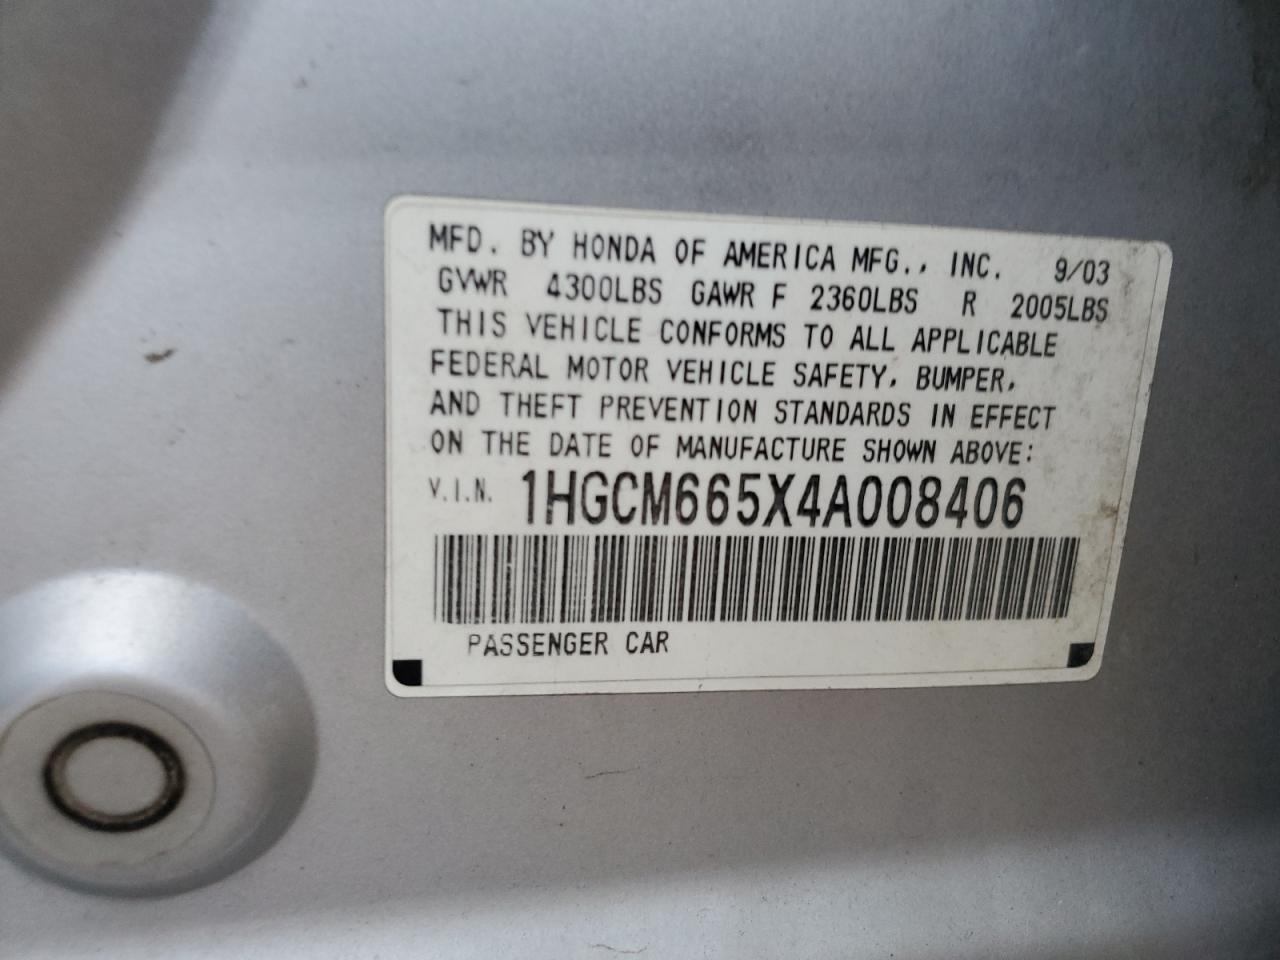 MFD. BY HONDA OF AMERICA MFG., INC. 9/03
GVWR 4300LBS GAWR F 2360LBS R 2005LBS
THIS VEHICLE CONFORMS TO ALL APPLICABLE
FEDERAL MOTOR VEHICLE SAFETY, BUMPER,
AND THEFT PREVENTION STANDARDS IN EFFECT
ON THE DATE OF MANUFACTURE SHOWN ABOVE:
V.I.N. 1HGCM665X4A008406
PASSENGER CAR